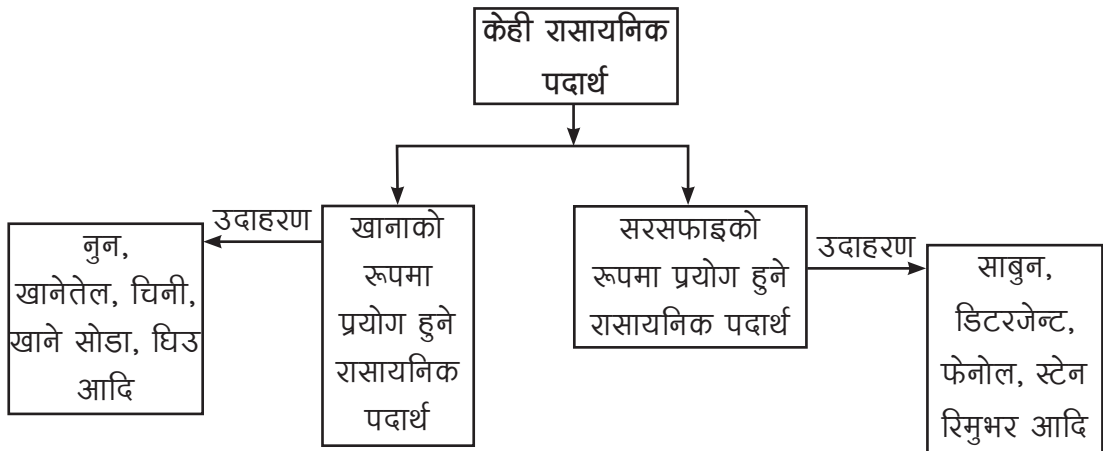 केही रासायनिक
पदार्थ
उदाहरण
नुन,
खानेतेल, चिनी,
खाने सोडा, घिउ
आदि
खानाको
रूपमा
प्रयोग हुने
रासायनिक
पदार्थ
सरसफाइको
रूपमा प्रयोग हुने
रासायनिक पदार्थ
उदाहरण
साबुन,
डिटरजेन्ट,
फेनोल, स्टेन
रिमुभर आदि